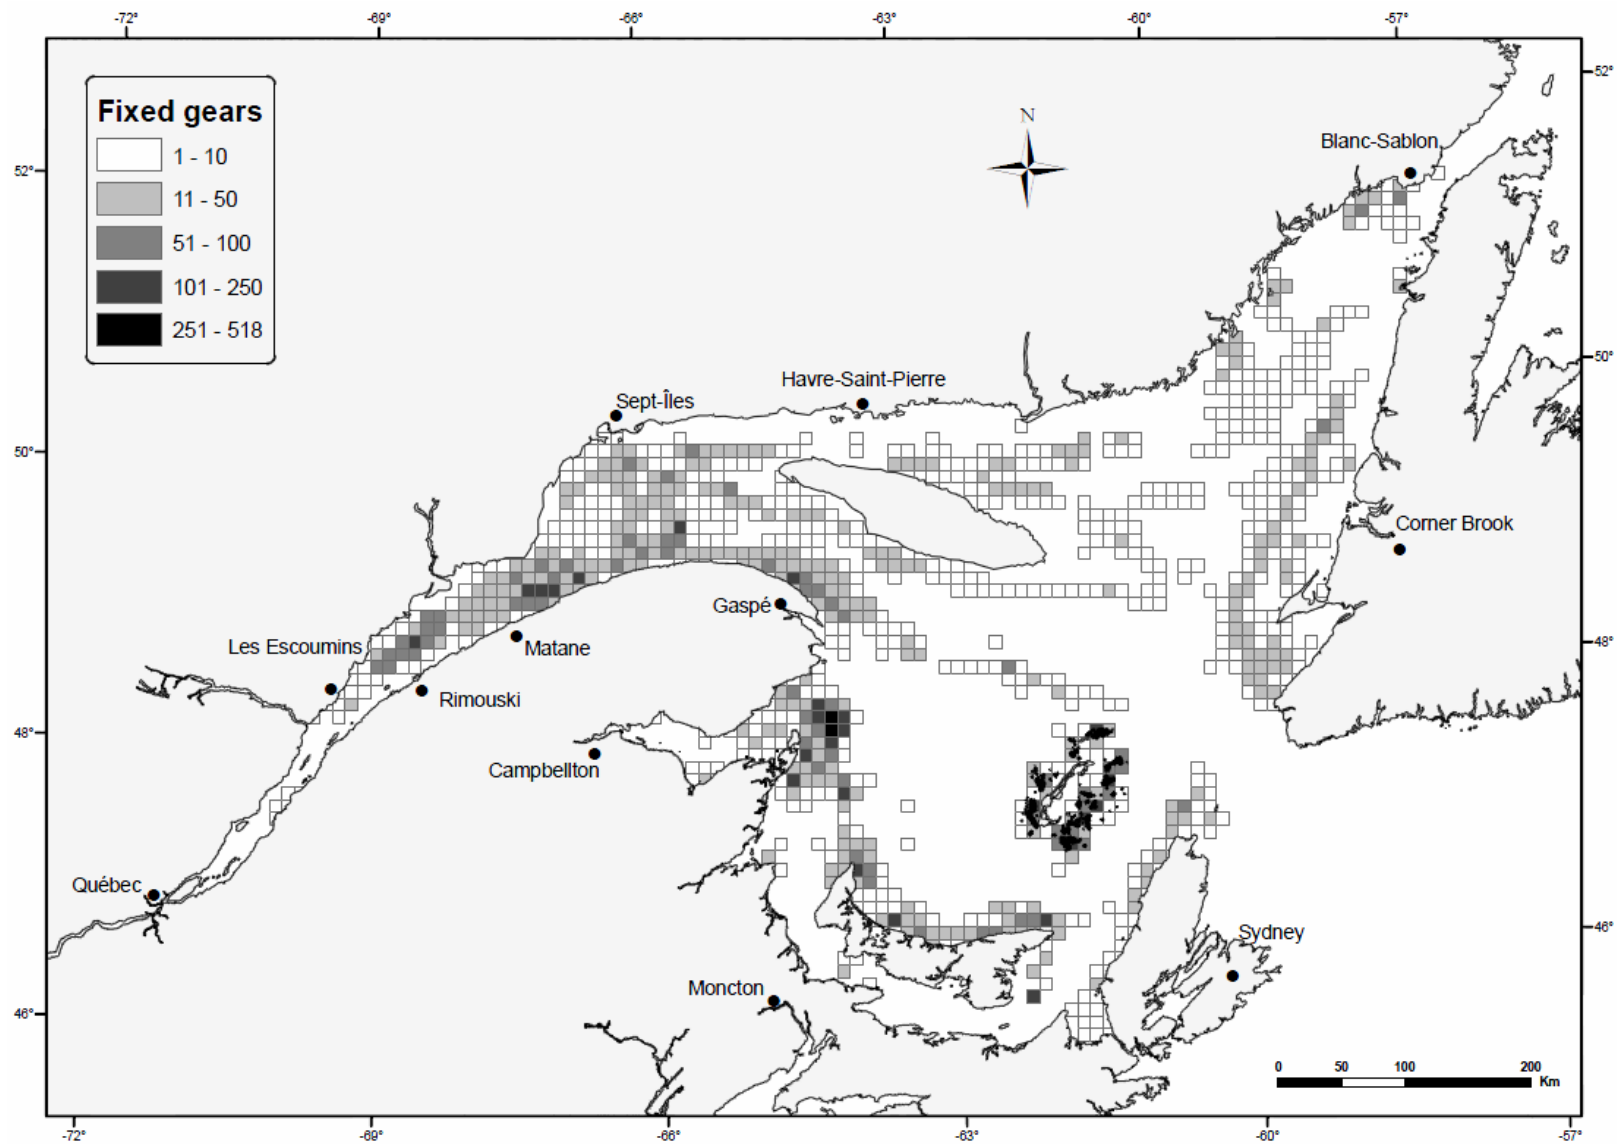 -72° -69° -66° -63° -60° -57°
Fixed gears
1 - 10
11 - 50
51 - 100
101 - 250
251 - 518
N
52°
52°
Blanc-Sablon
50°
Havre-Saint-Pierre
Sept-Îles
50°
Corner Brook
Gaspé
Les Escoumins
Matane
48°
Rimouski
48°
Campbellton
Québec
46°
Sydney
Moncton
46°
0 50 100 200
Km
-72° -69° -66° -63° -60° -57°